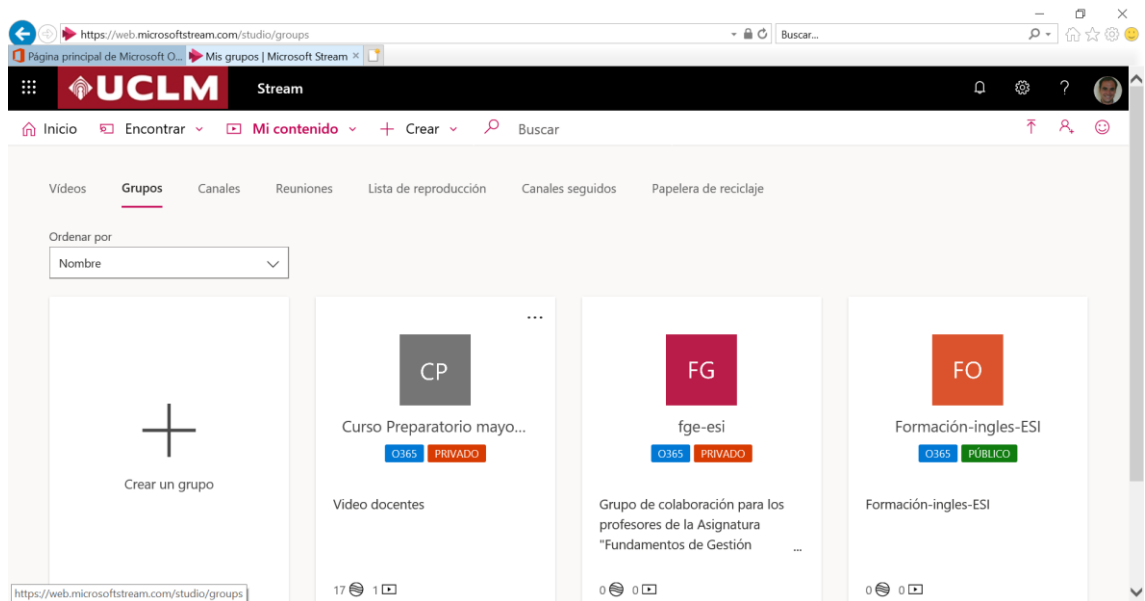 https://web.microsoftstream.com/studio/groups
Buscar...
Página principal de Microsoft O...
Mis grupos | Microsoft Stream
UCLM
Stream
Inicio
Encontrar
Mi contenido
Crear
Buscar
Vídeos
Grupos
Canales
Reuniones
Lista de reproducción
Canales seguidos
Papelera de reciclaje
Ordenar por
Nombre
Crear un grupo
...
CP
Curso Preparatorio mayo...
O365 PRIVADO
Video docentes
17 1
FG
fge-esi
O365 PRIVADO
Grupo de colaboración para los
profesores de la Asignatura
"Fundamentos de Gestión ...
0 0
FO
Formación-ingles-ESI
O365 PÚBLICO
Formación-ingles-ESI
0 0
https://web.microsoftstream.com/studio/groups